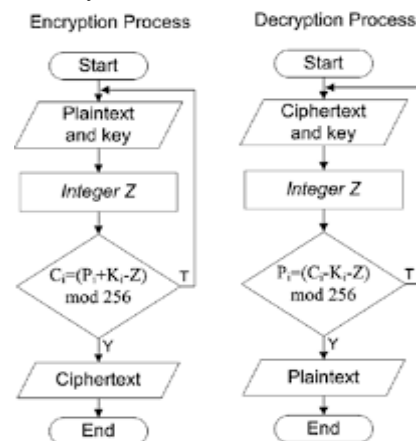 Encryption Process
Start
Plaintext
and key
Integer Z
Cᵢ=(Pᵢ+Kᵢ-Z)
mod 256
T
Y
Ciphertext
End
Decryption Process
Start
Ciphertext
and key
Integer Z
Pᵢ=(Cᵢ-Kᵢ-Z)
mod 256
T
Y
Plaintext
End